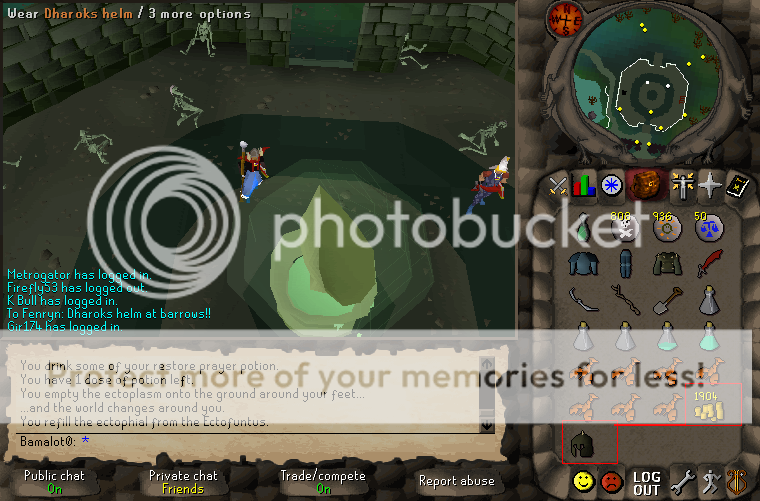 Wear Dharoks helm / 3 more options
Metrogator has logged in.
Firefly53 has logged out.
K Bull has logged in.
To Fenryn: Dharoks helm at barrows!!
Gir174 has logged in.
photobucket
808
936
50
You drink some of your restore prayer potion.
You have 1 dose of potion left.
You empty the ectoplasm onto the ground around your feet...
...and the world changes around you.
You refill the ectophial from the Ectofuntus.
more of your memories for less!
1904
Bamalot0: *
Public chat
On
Private chat
Friends
Trade/compete
On
Report abuse
LOG
OUT